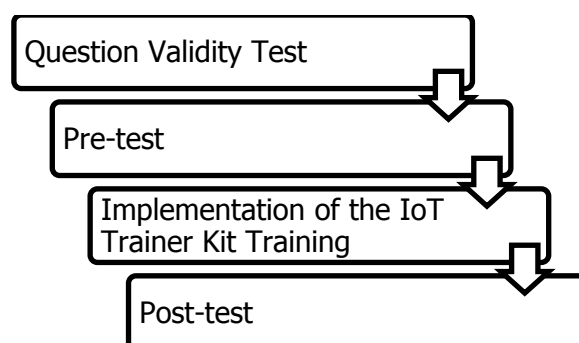 Question Validity Test
Pre-test
Implementation of the IoT
Trainer Kit Training
Post-test